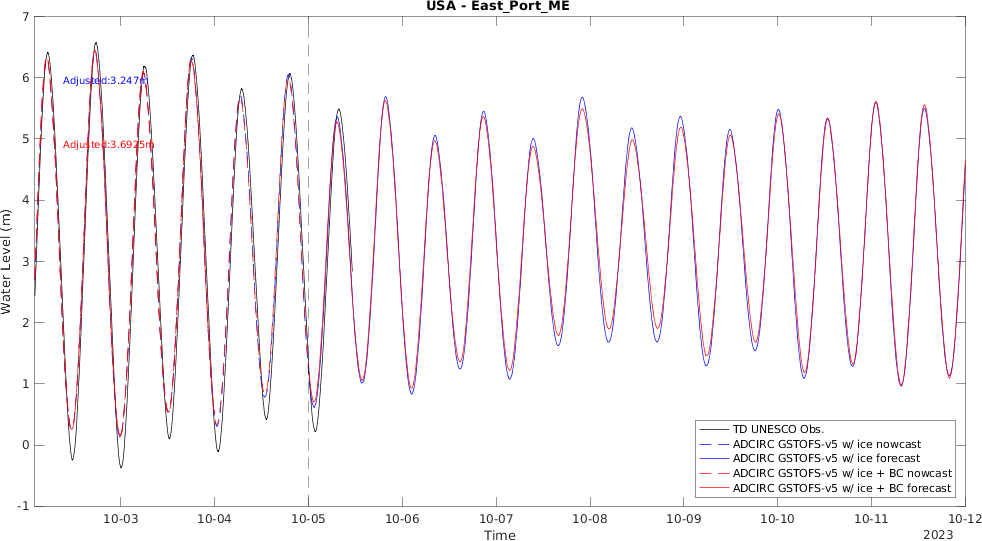 USA - East_Port_ME
7
6
5
4
3
2
1
0
-1
Water Level (m)
Adjusted:3.247m
Adjusted:3.6925m
TD UNESCO Obs.
ADCIRC GSTOFS-v5 w/ ice nowcast
ADCIRC GSTOFS-v5 w/ ice forecast
ADCIRC GSTOFS-v5 w/ ice + BC nowcast
ADCIRC GSTOFS-v5 w/ ice + BC forecast
10-03 10-04 10-05 10-06 10-07 10-08 10-09 10-10 10-11 10-12
Time
2023